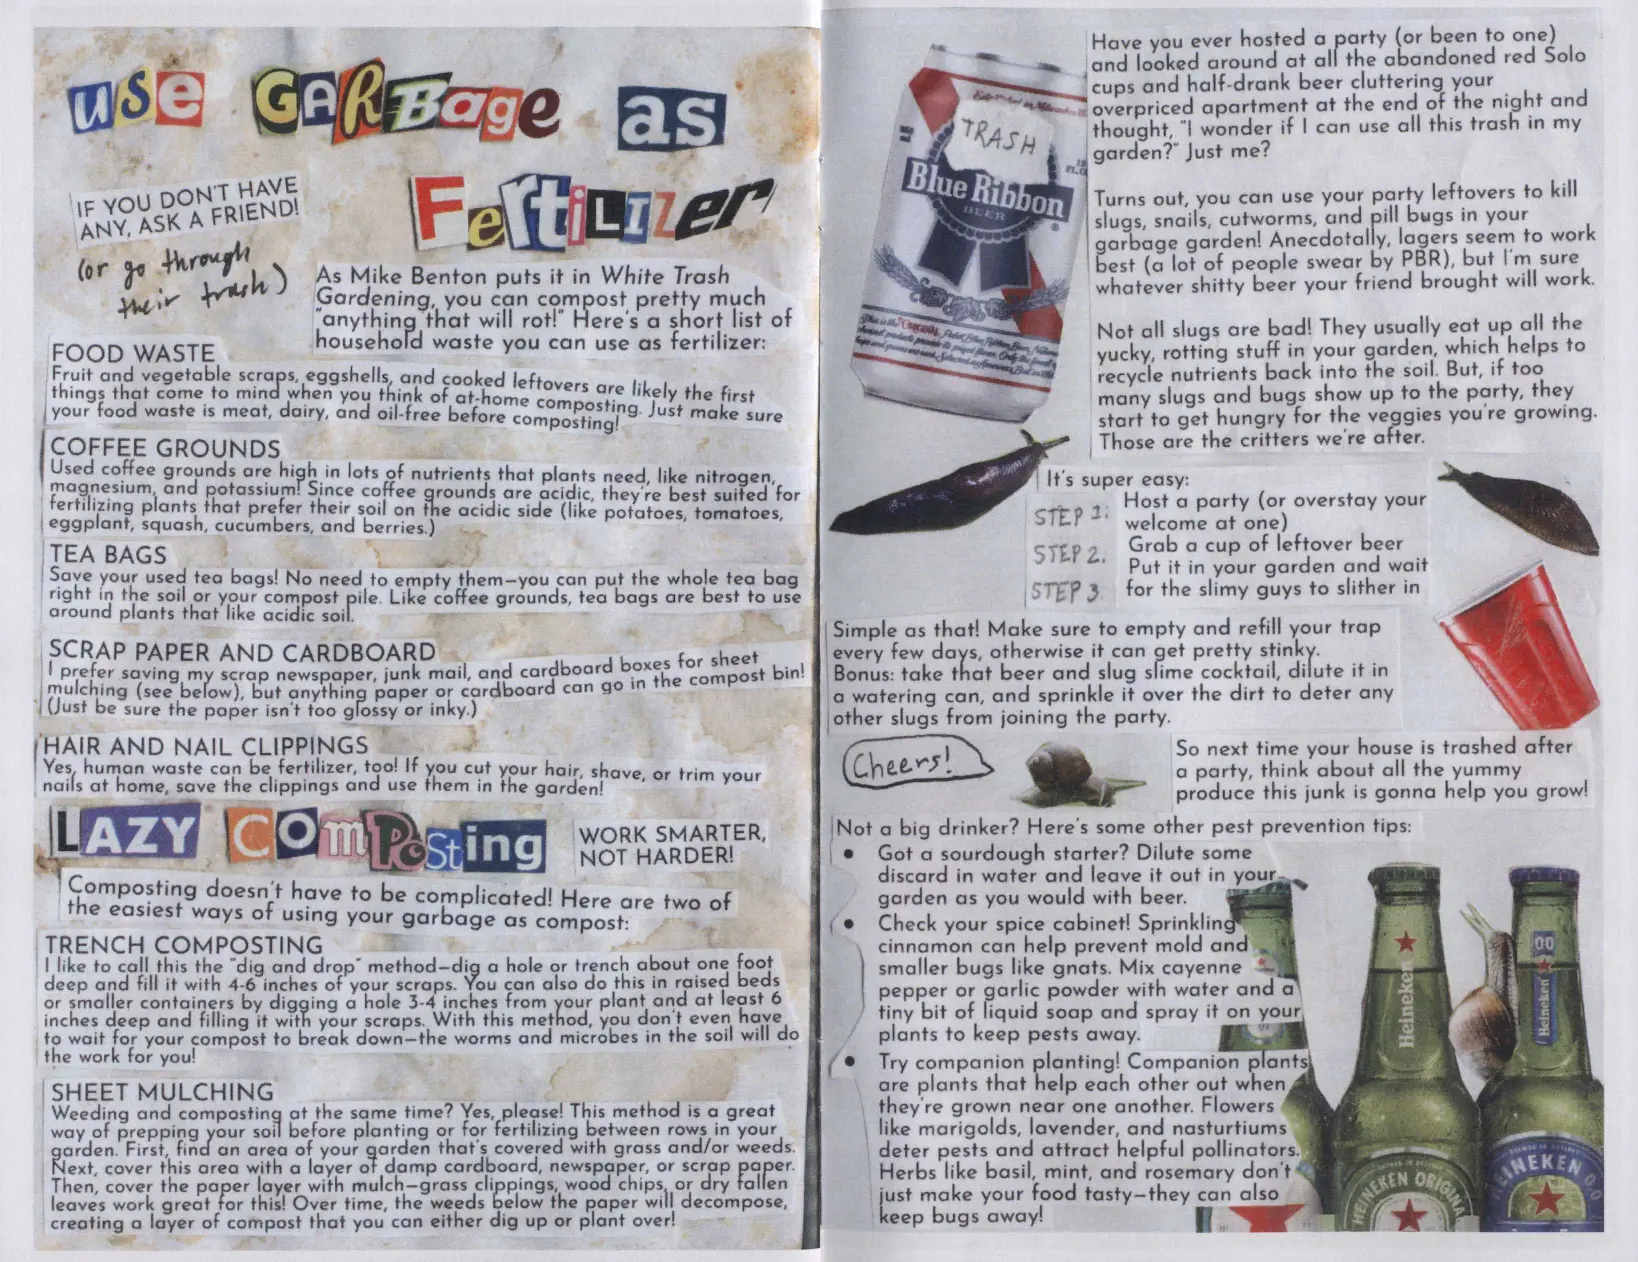 USE GARBage as
FertiLIZer
IF YOU DON'T HAVE
ANY, ASK A FRIEND!
(or go through
their trash)
As Mike Benton puts it in White Trash
Gardening, you can compost pretty much
"anything that will rot!" Here's a short list of
household waste you can use as fertilizer:
FOOD WASTE
Fruit and vegetable scraps, eggshells, and cooked leftovers are likely the first
things that come to mind when you think of at-home composting. Just make sure
your food waste is meat, dairy, and oil-free before composting!
COFFEE GROUNDS
Used coffee grounds are high in lots of nutrients that plants need, like nitrogen,
magnesium, and potassium! Since coffee grounds are acidic, they're best suited for
fertilizing plants that prefer their soil on the acidic side (like potatoes, tomatoes,
eggplant, squash, cucumbers, and berries.)
TEA BAGS
Save your used tea bags! No need to empty them—you can put the whole tea bag
right in the soil or your compost pile. Like coffee grounds, tea bags are best to use
around plants that like acidic soil.
SCRAP PAPER AND CARDBOARD
I prefer saving my scrap newspaper, junk mail, and cardboard boxes for sheet
mulching (see below), but anything paper or cardboard can go in the compost bin!
(Just be sure the paper isn't too glossy or inky.)
HAIR AND NAIL CLIPPINGS
Yes, human waste can be fertilizer, too! If you cut your hair, shave, or trim your
nails at home, save the clippings and use them in the garden!
LAZY COmPoSting
WORK SMARTER,
NOT HARDER!
Composting doesn't have to be complicated! Here are two of
the easiest ways of using your garbage as compost:
TRENCH COMPOSTING
I like to call this the "dig and drop" method—dig a hole or trench about one foot
deep and fill it with 4-6 inches of your scraps. You can also do this in raised beds
or smaller containers by digging a hole 3-4 inches from your plant and at least 6
inches deep and filling it with your scraps. With this method, you don't even have
to wait for your compost to break down—the worms and microbes in the soil will do
the work for you!
SHEET MULCHING
Weeding and composting at the same time? Yes, please! This method is a great
way of prepping your soil before planting or for fertilizing between rows in your
garden. First, find an area of your garden that's covered with grass and/or weeds.
Next, cover this area with a layer of damp cardboard, newspaper, or scrap paper.
Then, cover the paper layer with mulch—grass clippings, wood chips, or dry fallen
leaves work great for this! Over time, the weeds below the paper will decompose,
creating a layer of compost that you can either dig up or plant over!
TRASH
Blue Ribbon
BEER
Have you ever hosted a party (or been to one)
and looked around at all the abandoned red Solo
cups and half-drank beer cluttering your
overpriced apartment at the end of the night and
thought, "I wonder if I can use all this trash in my
garden?" Just me?
Turns out, you can use your party leftovers to kill
slugs, snails, cutworms, and pill bugs in your
garbage garden! Anecdotally, lagers seem to work
best (a lot of people swear by PBR), but I'm sure
whatever shitty beer your friend brought will work.
Not all slugs are bad! They usually eat up all the
yucky, rotting stuff in your garden, which helps to
recycle nutrients back into the soil. But, if too
many slugs and bugs show up to the party, they
start to get hungry for the veggies you're growing.
Those are the critters we're after.
It's super easy:
STEP 1: Host a party (or overstay your
welcome at one)
STEP 2. Grab a cup of leftover beer
STEP 3. Put it in your garden and wait
for the slimy guys to slither in
Simple as that! Make sure to empty and refill your trap
every few days, otherwise it can get pretty stinky.
Bonus: take that beer and slug slime cocktail, dilute it in
a watering can, and sprinkle it over the dirt to deter any
other slugs from joining the party.
Cheers!
So next time your house is trashed after
a party, think about all the yummy
produce this junk is gonna help you grow!
Not a big drinker? Here's some other pest prevention tips:
• Got a sourdough starter? Dilute some
discard in water and leave it out in your
garden as you would with beer.
• Check your spice cabinet! Sprinkling
cinnamon can help prevent mold and
smaller bugs like gnats. Mix cayenne
pepper or garlic powder with water and a
tiny bit of liquid soap and spray it on your
plants to keep pests away.
• Try companion planting! Companion plants
are plants that help each other out when
they're grown near one another. Flowers
like marigolds, lavender, and nasturtiums
deter pests and attract helpful pollinators.
Herbs like basil, mint, and rosemary don't
just make your food tasty—they can also
keep bugs away!
Heineken
HEINEKEN ORIGINA
00
Heineken
HEINEKEN 0.0